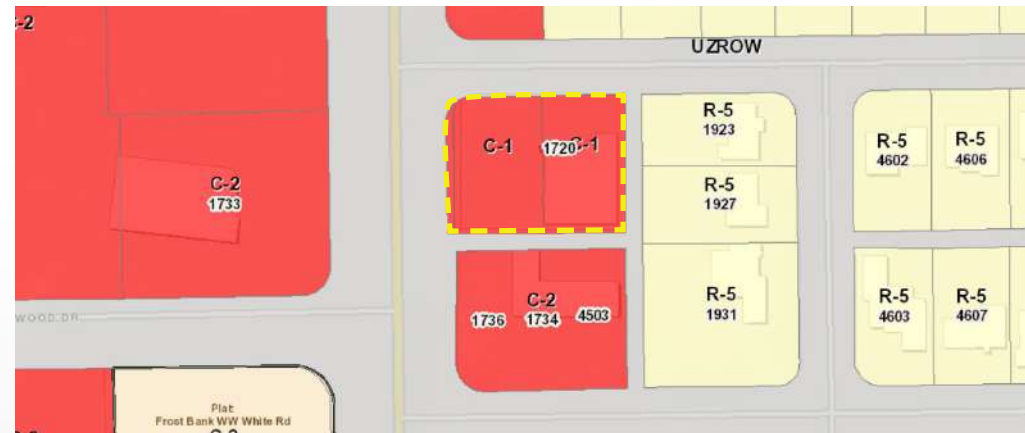 -2
UZROW
C-1
1720
C-1
R-5
1923
R-5
4602
R-5
4606
C-2
1733
R-5
1927
C-2
1736
1734
4503
R-5
1931
R-5
4603
R-5
4607
WOOD DR
Plat:
Frost Bank WW White Rd